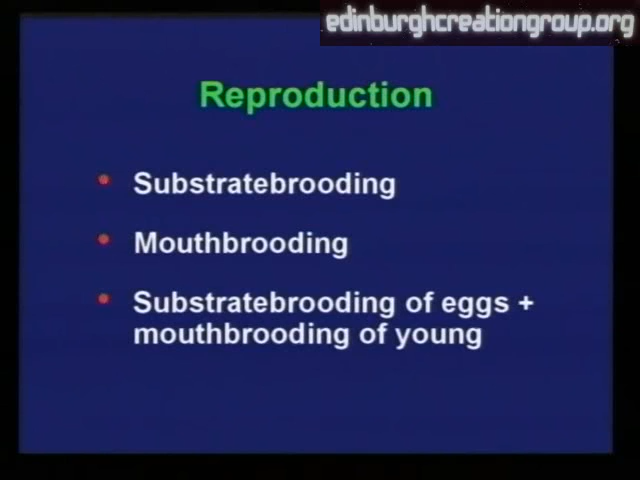 edinburghcreationgroup.org
Reproduction
Substratebrooding
Mouthbrooding
Substratebrooding of eggs +
mouthbrooding of young